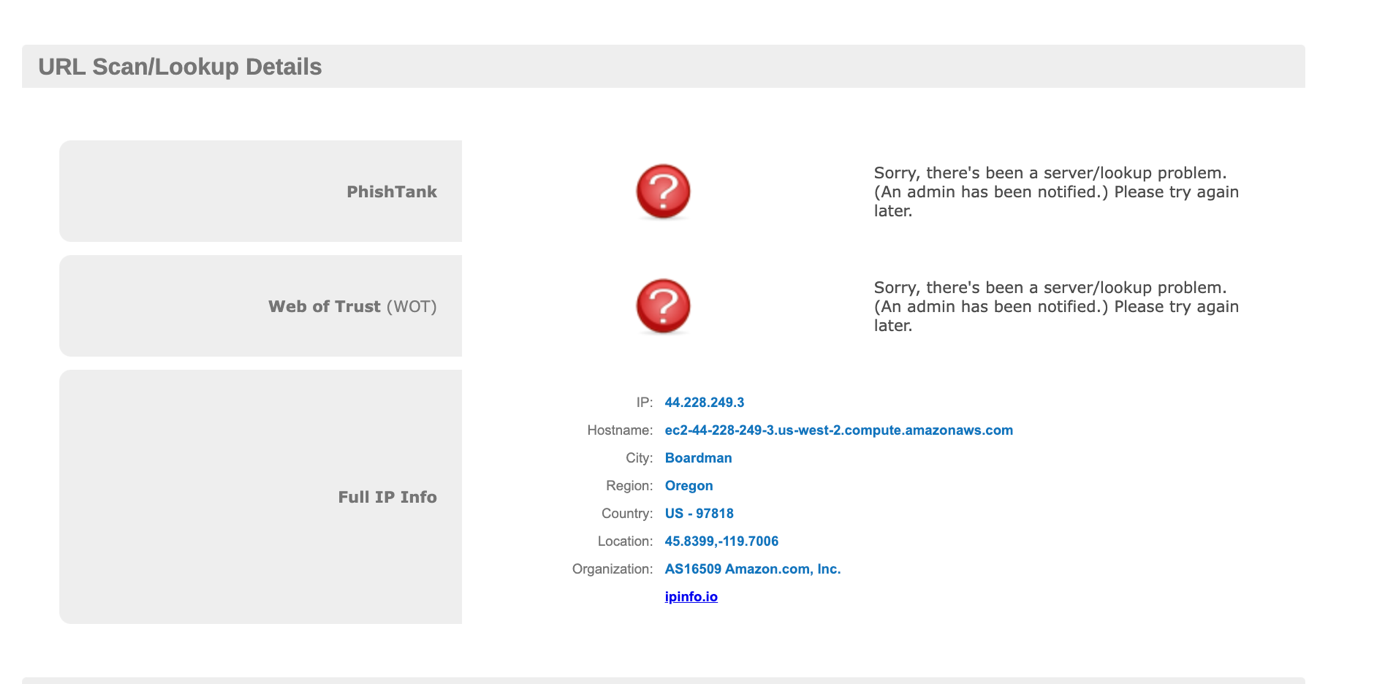 URL Scan/Lookup Details
PhishTank
Sorry, there's been a server/lookup problem.
(An admin has been notified.) Please try again
later.
Web of Trust (WOT)
Sorry, there's been a server/lookup problem.
(An admin has been notified.) Please try again
later.
Full IP Info
IP: 44.228.249.3
Hostname: ec2-44-228-249-3.us-west-2.compute.amazonaws.com
City: Boardman
Region: Oregon
Country: US - 97818
Location: 45.8399,-119.7006
Organization: AS16509 Amazon.com, Inc.
ipinfo.io